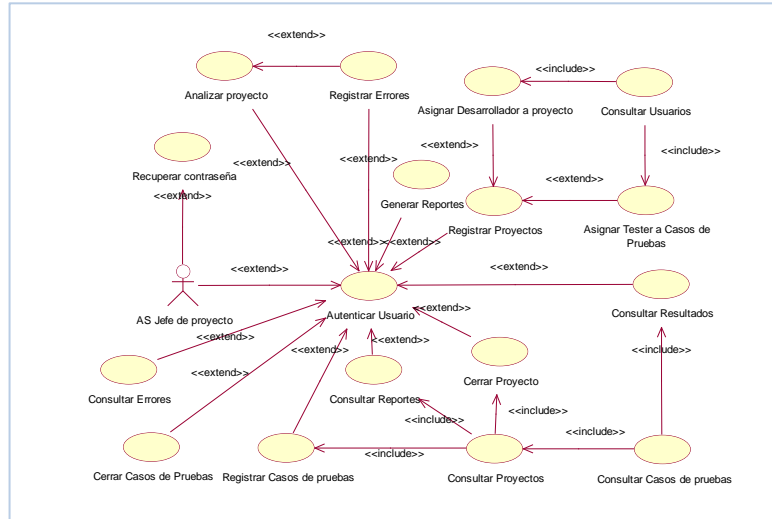 <<extend>>
Analizar proyecto
Registrar Errores
<<include>>
Asignar Desarrollador a proyecto
Consultar Usuarios
<<extend>>
<<extend>>
<<extend>>
<<extend>>
<<include>>
Recuperar contraseña
<<extend>>
Generar Reportes
<<extend>>
Registrar Proyectos
Asignar Tester a Casos de
Pruebas
<<extend>>
<<extend>>
<<extend>>
<<extend>>
AS Jefe de proyecto
Autenticar Usuario
<<extend>>
Consultar Resultados
<<extend>>
<<extend>>
<<extend>>
<<include>>
<<extend>>
Consultar Errores
Consultar Reportes
Cerrar Proyecto
<<include>>
<<include>>
<<include>>
<<include>>
Cerrar Casos de Pruebas
Registrar Casos de pruebas
Consultar Proyectos
Consultar Casos de pruebas